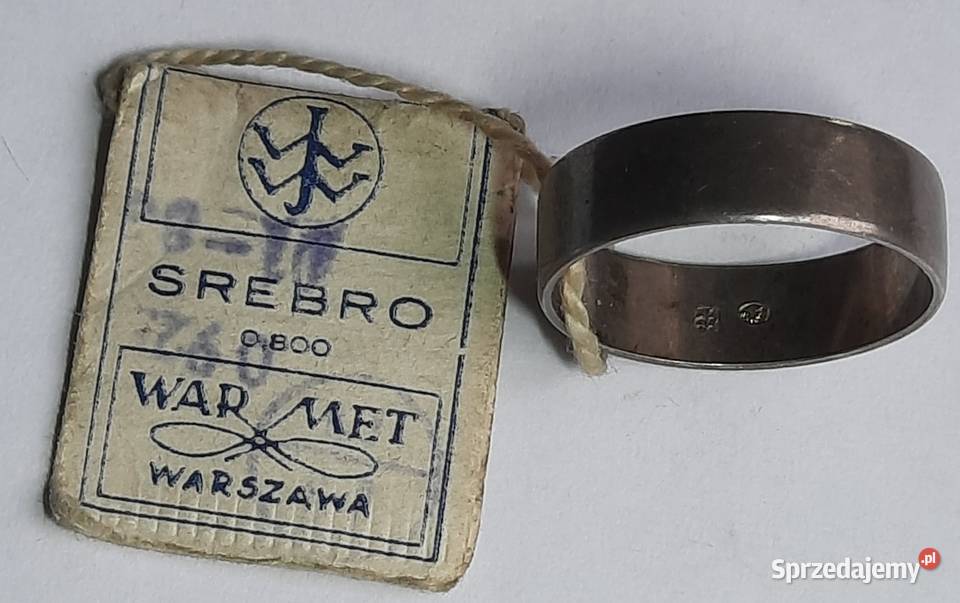 SREBRO
0.800
WAR MET
WARSZAWA
Sprzedajemy.pl